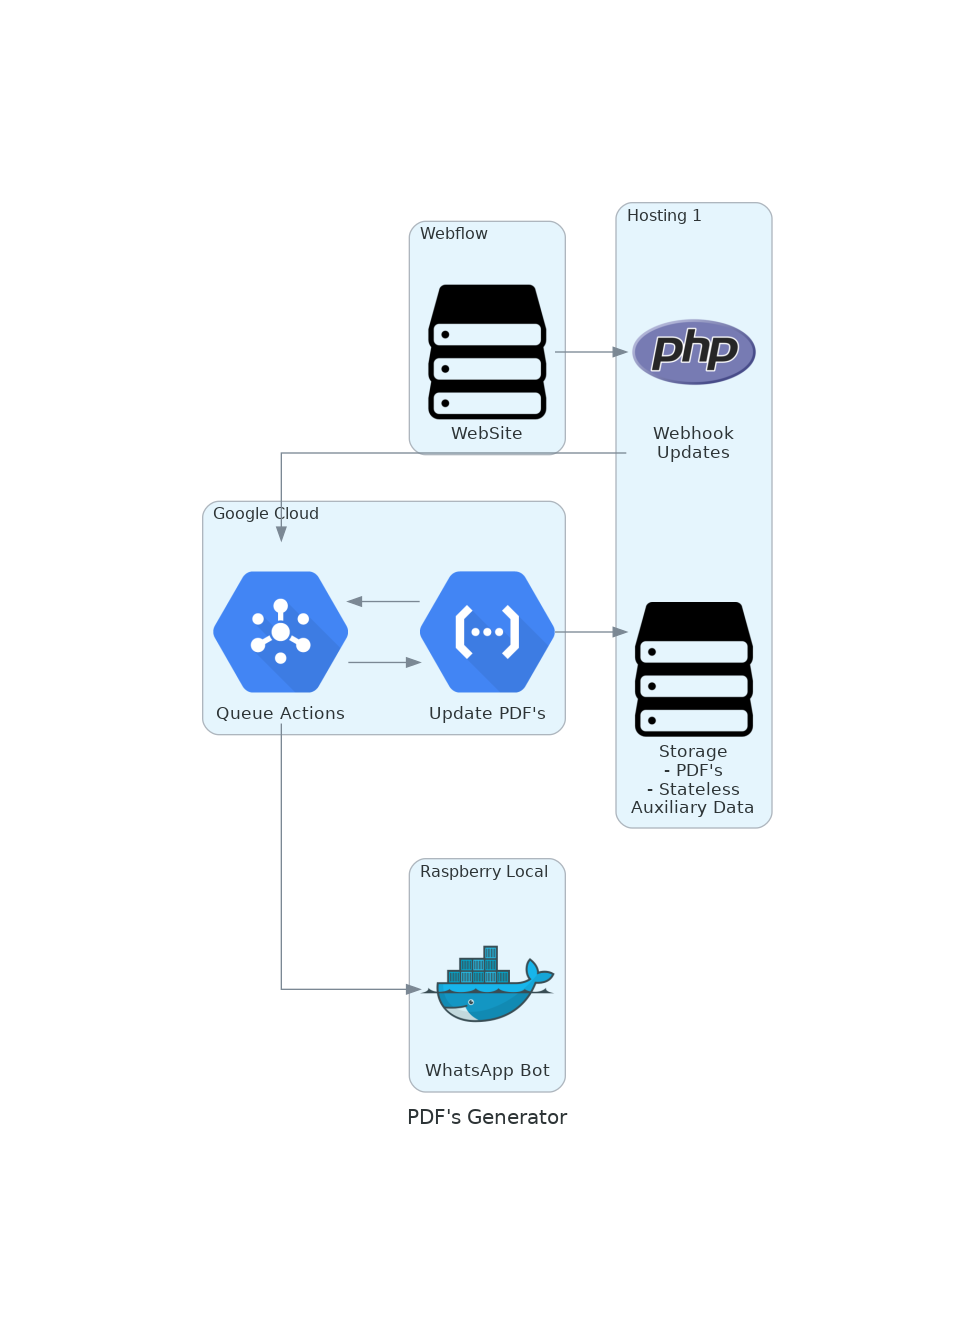 Hosting 1
Webflow
php
WebSite
Webhook
Updates
Google Cloud
Queue Actions
Update PDF's
Storage
- PDF's
- Stateless
Auxiliary Data
Raspberry Local
WhatsApp Bot
PDF's Generator